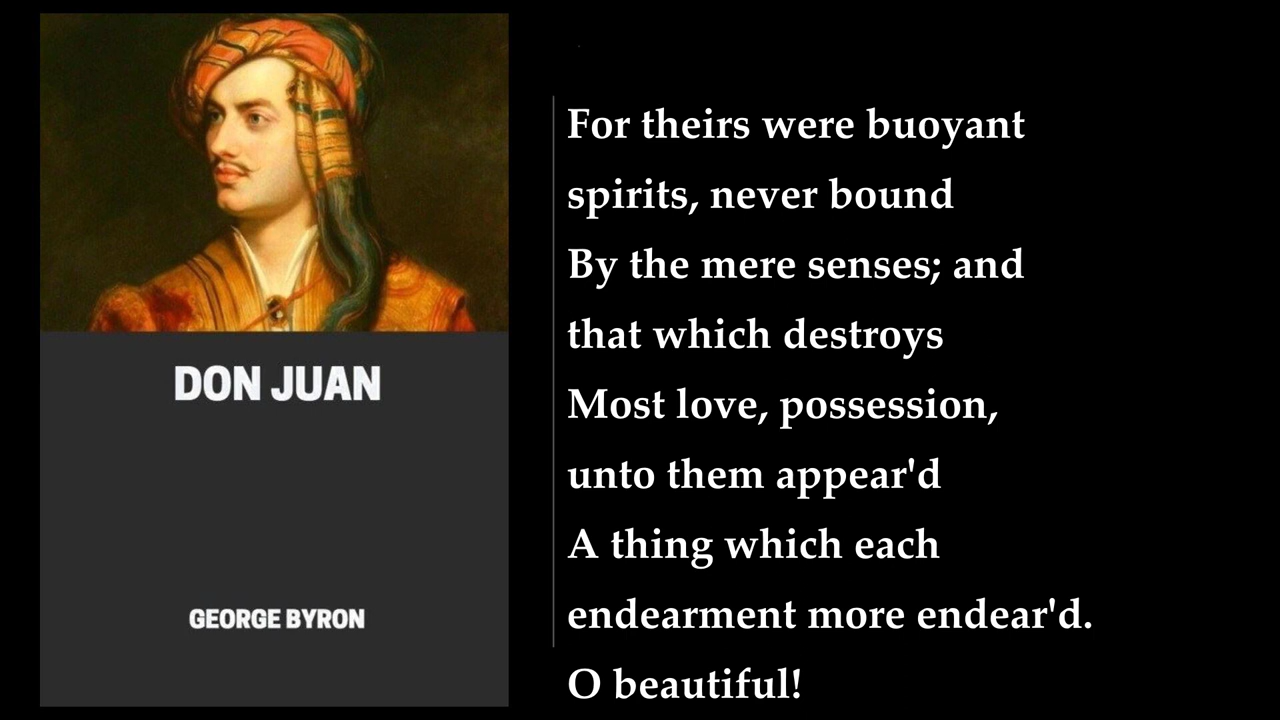 DON JUAN
GEORGE BYRON
For theirs were buoyant
spirits, never bound
By the mere senses; and
that which destroys
Most love, possession,
unto them appear'd
A thing which each
endearment more endear'd.
O beautiful!